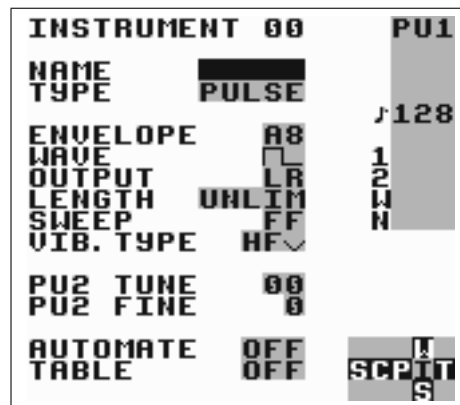 INSTRUMENT 00 PU1
NAME
TYPE PULSE
♪128
ENVELOPE A8
WAVE 1
OUTPUT LR 2
LENGTH UNLIM W
SWEEP FF N
VIB. TYPE HF
PU2 TUNE 00
PU2 FINE 0
AUTOMATE OFF W
TABLE OFF SCPIT
S